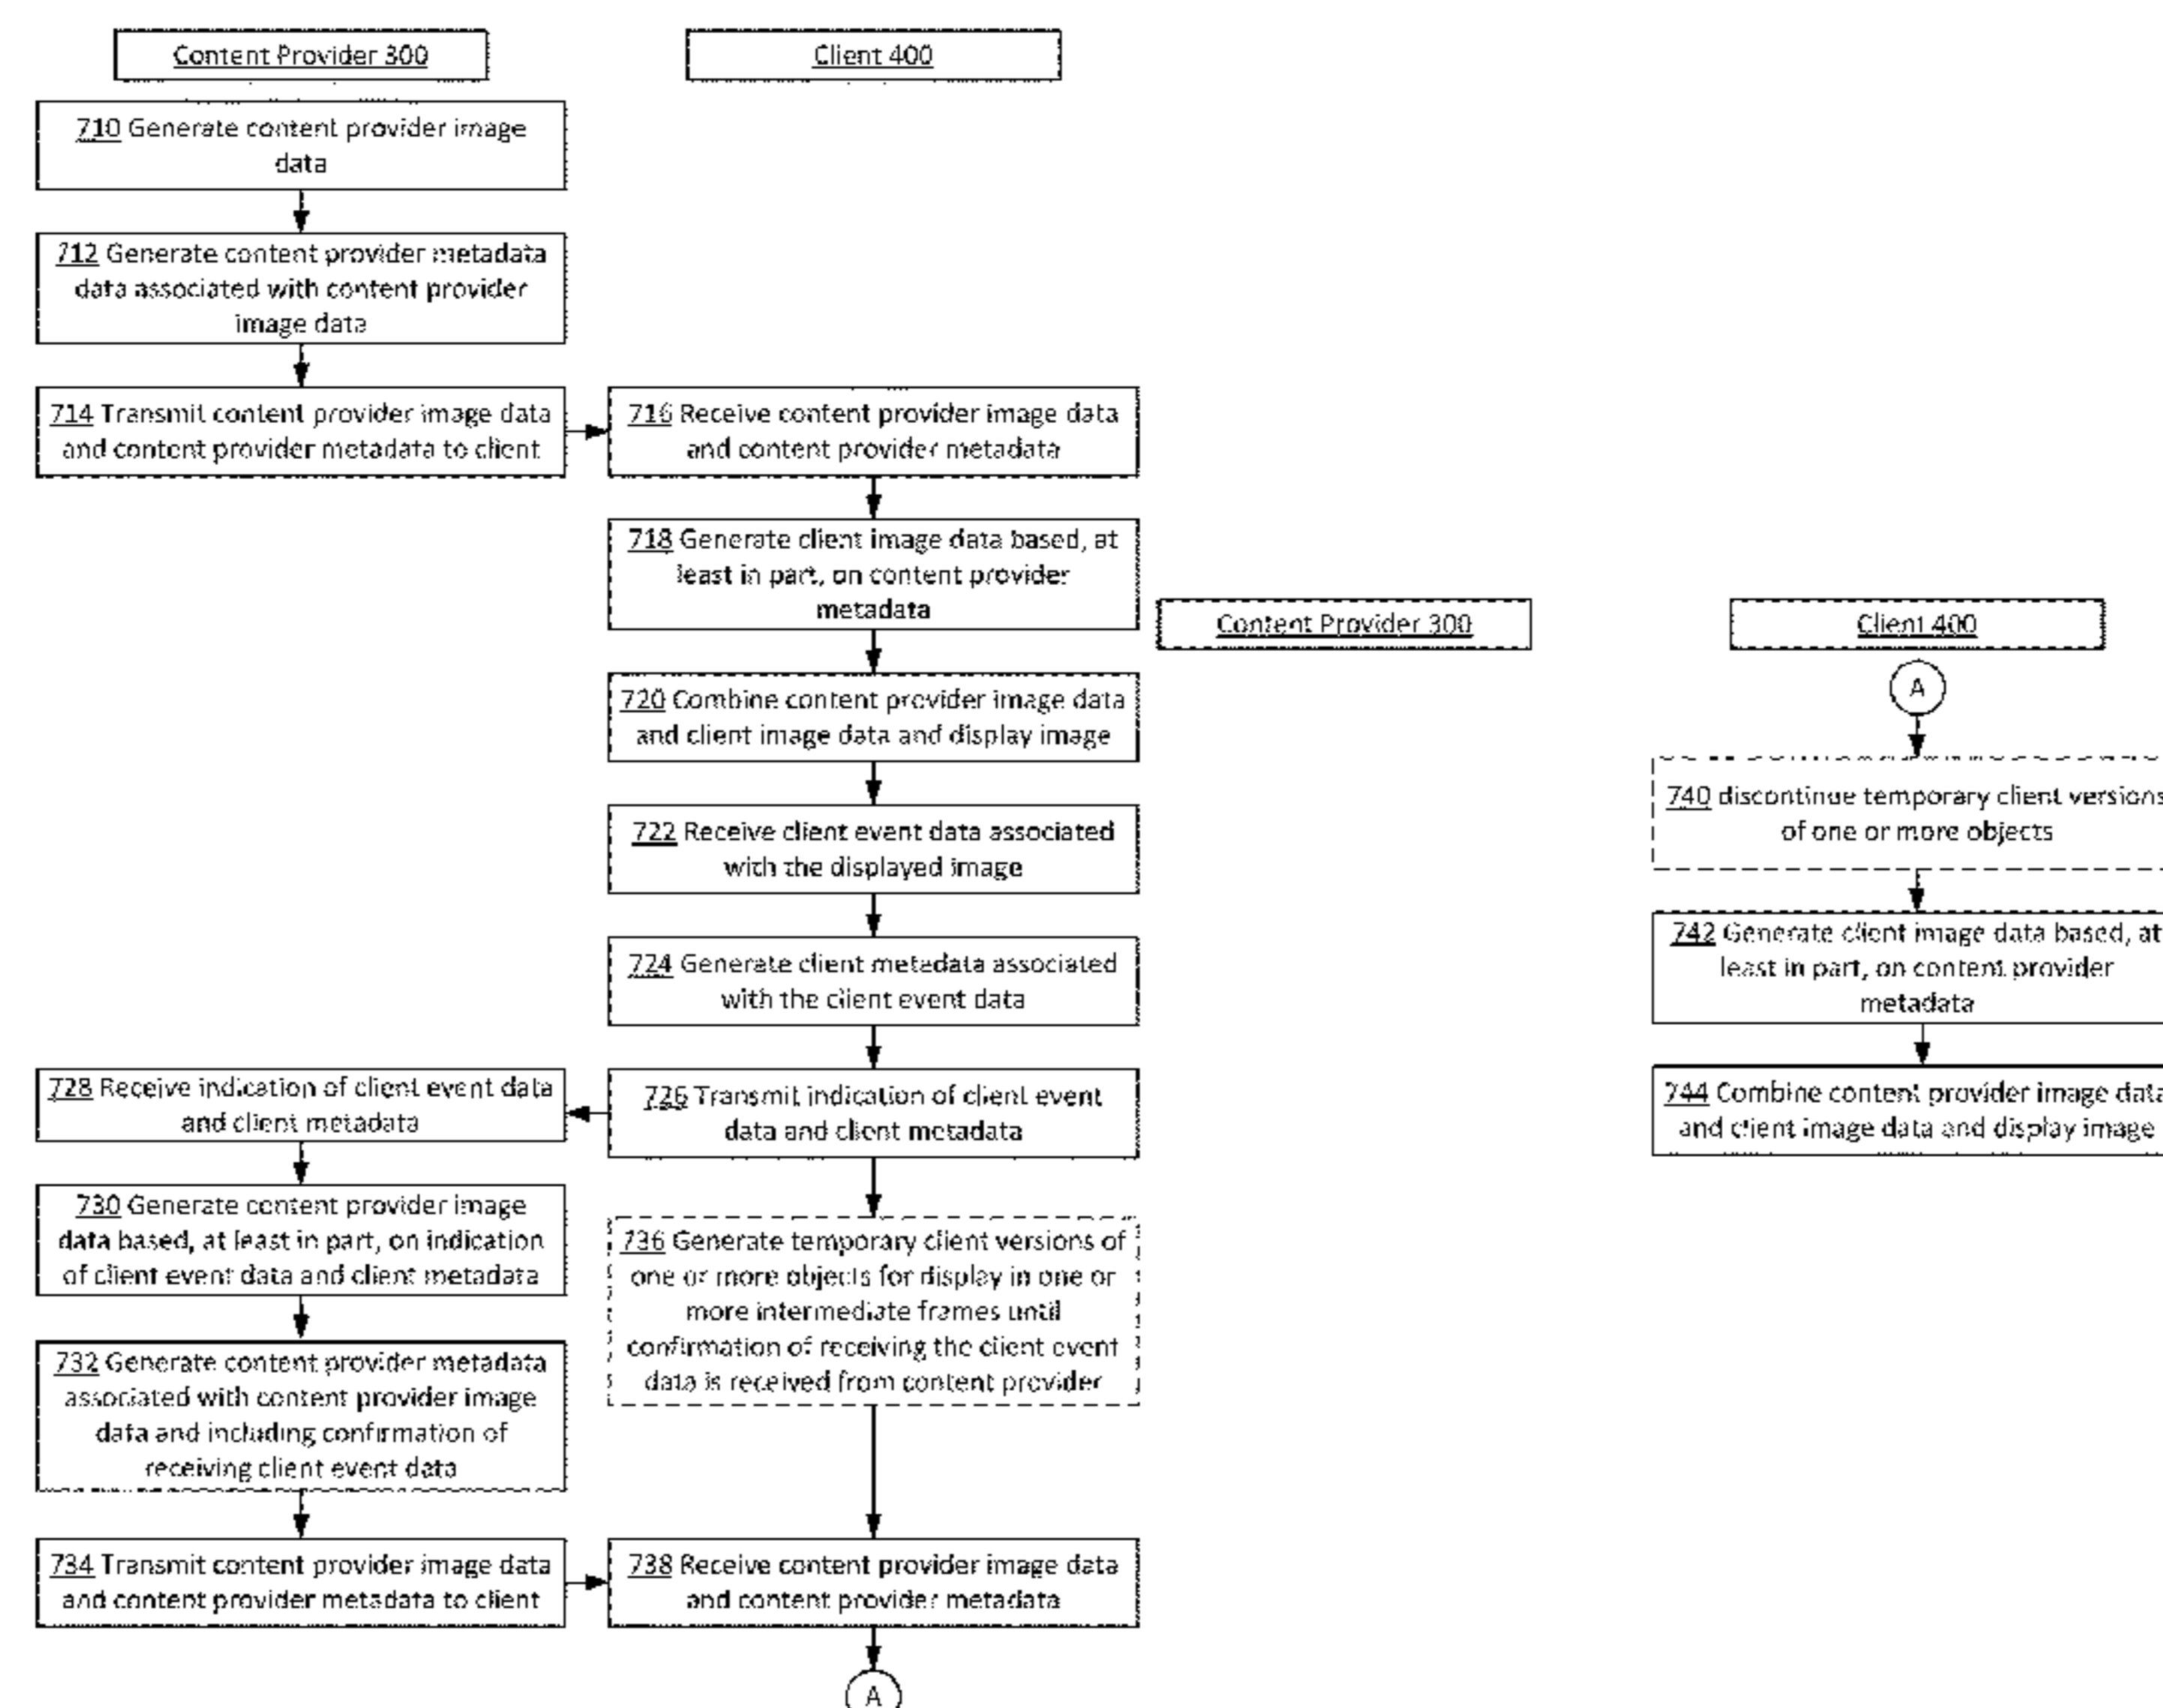 Content Provider 300
Client 400
710 Generate content provider image
data
712 Generate content provider metadata
data associated with content provider
image data
714 Transmit content provider image data
and content provider metadata to client
716 Receive content provider image data
and content provider metadata
718 Generate client image data based, at
least in part, on content provider
metadata
720 Combine content provider image data
and client image data and display image
722 Receive client event data associated
with the displayed image
724 Generate client metadata associated
with the client event data
726 Transmit indication of client event
data and client metadata
728 Receive indication of client event data
and client metadata
730 Generate content provider image
data based, at least in part, on indication
of client event data and client metadata
732 Generate content provider metadata
associated with content provider image
data and including confirmation of
receiving client event data
734 Transmit content provider image data
and content provider metadata to client
736 Generate temporary client versions of
one or more objects for display in one or
more intermediate frames until
confirmation of receiving the client event
data is received from content provider
738 Receive content provider image data
and content provider metadata
A
Content Provider 300
Client 400
A
740 discontinue temporary client versions
of one or more objects
742 Generate client image data based, at
least in part, on content provider
metadata
744 Combine content provider image data
and client image data and display image